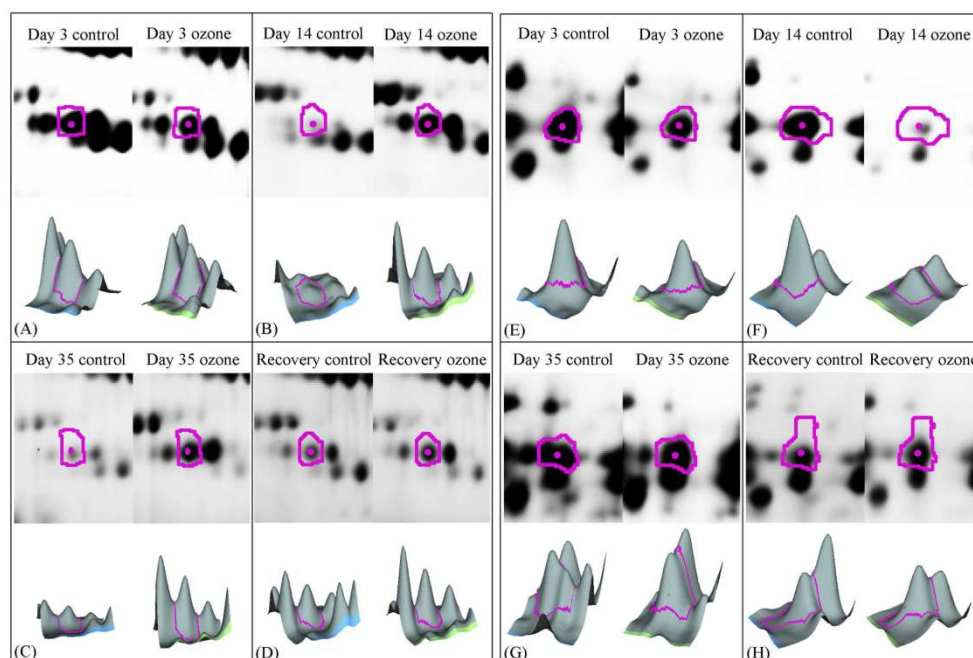 Day 3 control Day 3 ozone
(A)
Day 14 control Day 14 ozone
(B)
Day 35 control Day 35 ozone
(C)
Recovery control Recovery ozone
(D)
Day 3 control Day 3 ozone
(E)
Day 14 control Day 14 ozone
(F)
Day 35 control Day 35 ozone
(G)
Recovery control Recovery ozone
(H)